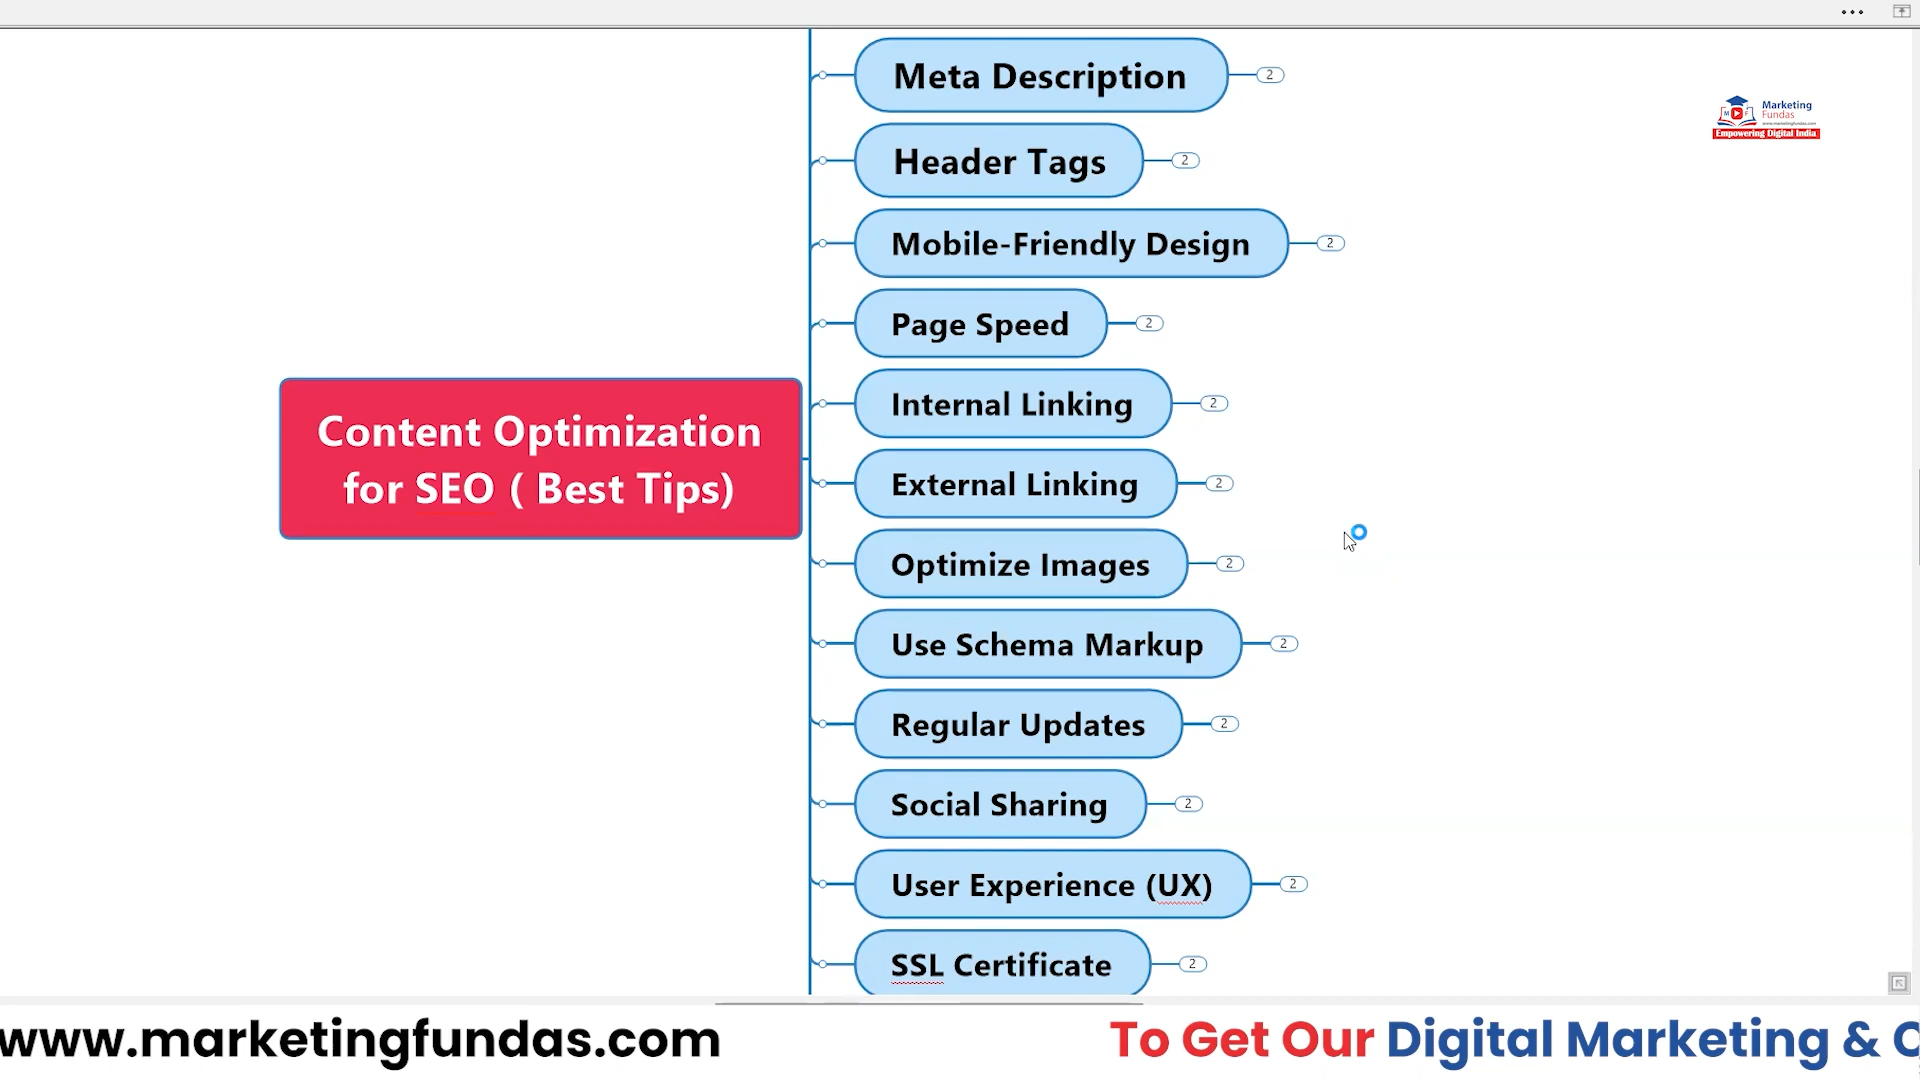 Meta Description
2
Marketing
Fundas
www.marketingfundas.com
M F
Empowering Digital India
Header Tags
2
Mobile-Friendly Design
2
Page Speed
2
Internal Linking
2
Content Optimization
for SEO ( Best Tips)
External Linking
2
Optimize Images
2
Use Schema Markup
2
Regular Updates
2
Social Sharing
2
User Experience (UX)
2
SSL Certificate
2
www.marketingfundas.com
To Get Our Digital Marketing &